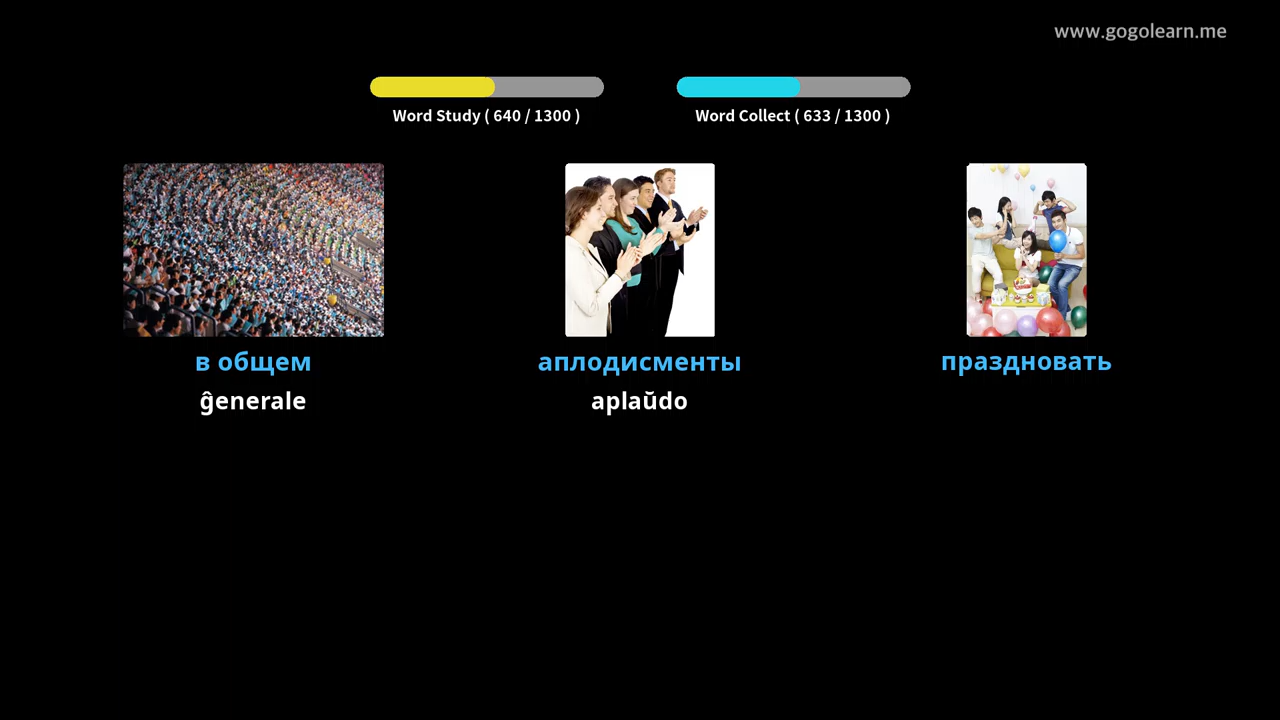 www.gogolearn.me
Word Study ( 640 / 1300 )
Word Collect ( 633 / 1300 )
в общем
аплодисменты
праздновать
ĝenerale
aplaŭdo